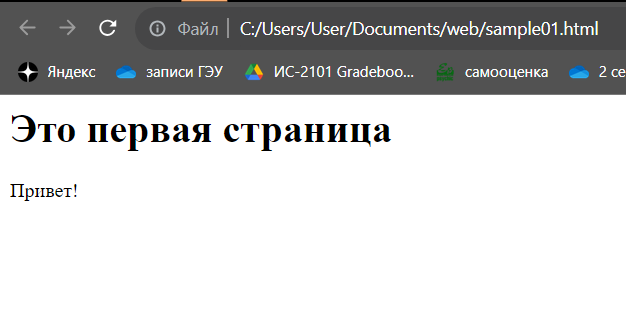 Файл C:/Users/User/Documents/web/sample01.html
Яндекс записи ГЭУ ИС-2101 Gradeboo... самооценка 2 се
Это первая страница
Привет!